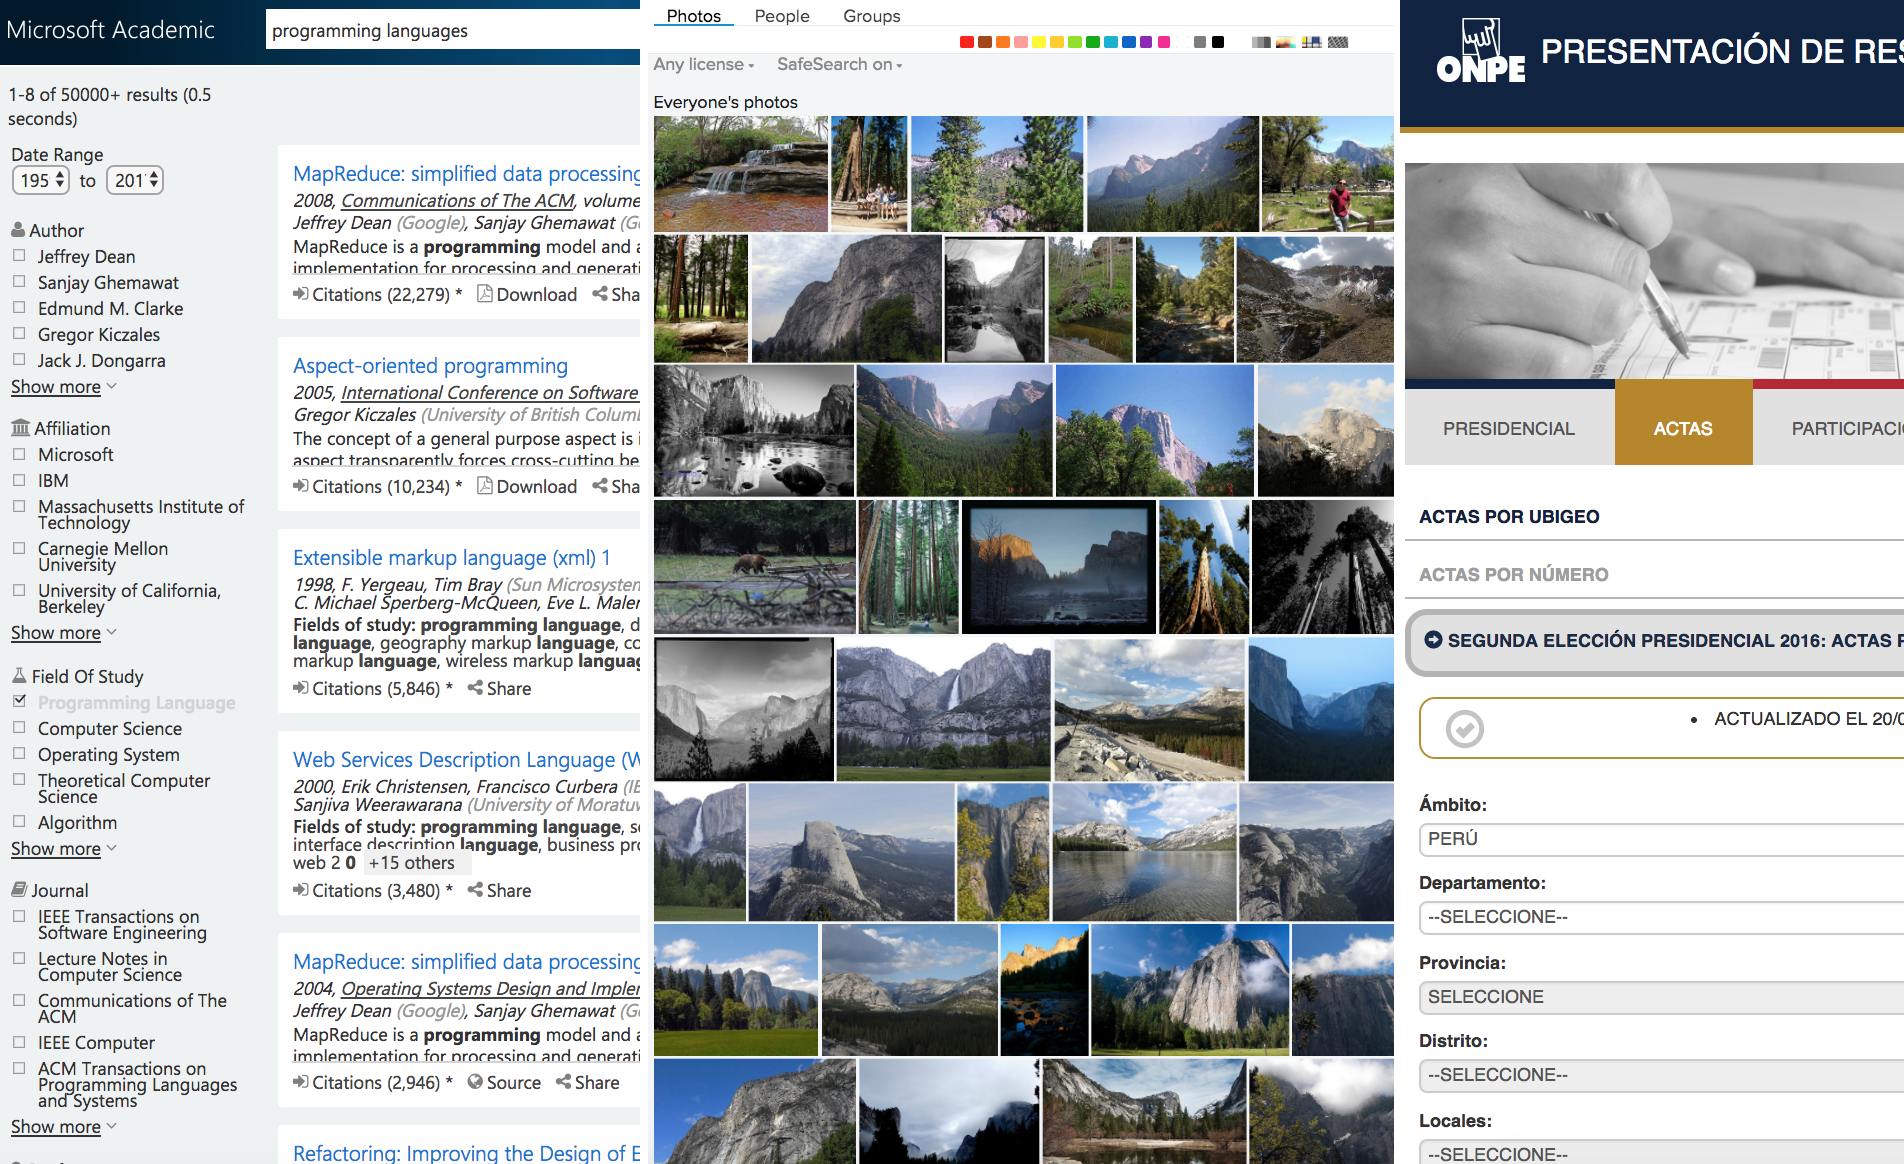 Microsoft Academic
programming languages
1-8 of 50000+ results (0.5
seconds)
Date Range
195 to 201
Author
Jeffrey Dean
Sanjay Ghemawat
Edmund M. Clarke
Gregor Kiczales
Jack J. Dongarra
Show more
Affiliation
Microsoft
IBM
Massachusetts Institute of
Technology
Carnegie Mellon
University
University of California,
Berkeley
Show more
Field Of Study
Programming Language
Computer Science
Operating System
Theoretical Computer
Science
Algorithm
Show more
Journal
IEEE Transactions on
Software Engineering
Lecture Notes in
Computer Science
Communications of The
ACM
IEEE Computer
ACM Transactions on
Programming Languages
and Systems
Show more
MapReduce: simplified data processing
2008, Communications of The ACM, volume
Jeffrey Dean (Google), Sanjay Ghemawat (G
MapReduce is a programming model and a
implementation for processing and generati
Citations (22,279) * Download Sha
Aspect-oriented programming
2005, International Conference on Software
Gregor Kiczales (University of British Colum
The concept of a general purpose aspect is i
aspect transparently forces cross-cutting be
Citations (10,234) * Download Sha
Extensible markup language (xml) 1
1998, F. Yergeau, Tim Bray (Sun Microsysten
C. Michael Sperberg-McQueen, Eve L. Maler
Fields of study: programming language, d
language, geography markup language, co
markup language, wireless markup langua
Citations (5,846) * Share
Web Services Description Language (W
2000, Erik Christensen, Francisco Curbera (IE
Sanjiva Weerawarana (University of Moratuw
Fields of study: programming language, s
interface description language, business pro
web 2 0 +15 others
Citations (3,480) * Share
MapReduce: simplified data processing
2004, Operating Systems Design and Impler
Jeffrey Dean (Google), Sanjay Ghemawat (G
MapReduce is a programming model and a
implementation for processing and generati
Citations (2,946) * Source Share
Refactoring: Improving the Design of E
Photos People Groups
Any license SafeSearch on
Everyone's photos
ONPE
PRESENTACIÓN DE RES
PRESIDENCIAL ACTAS PARTICIPACI
ACTAS POR UBIGEO
ACTAS POR NÚMERO
SEGUNDA ELECCIÓN PRESIDENCIAL 2016: ACTAS P
• ACTUALIZADO EL 20/0
Ámbito:
PERÚ
Departamento:
--SELECCIONE--
Provincia:
SELECCIONE
Distrito:
--SELECCIONE--
Locales:
--SELECCIONE--